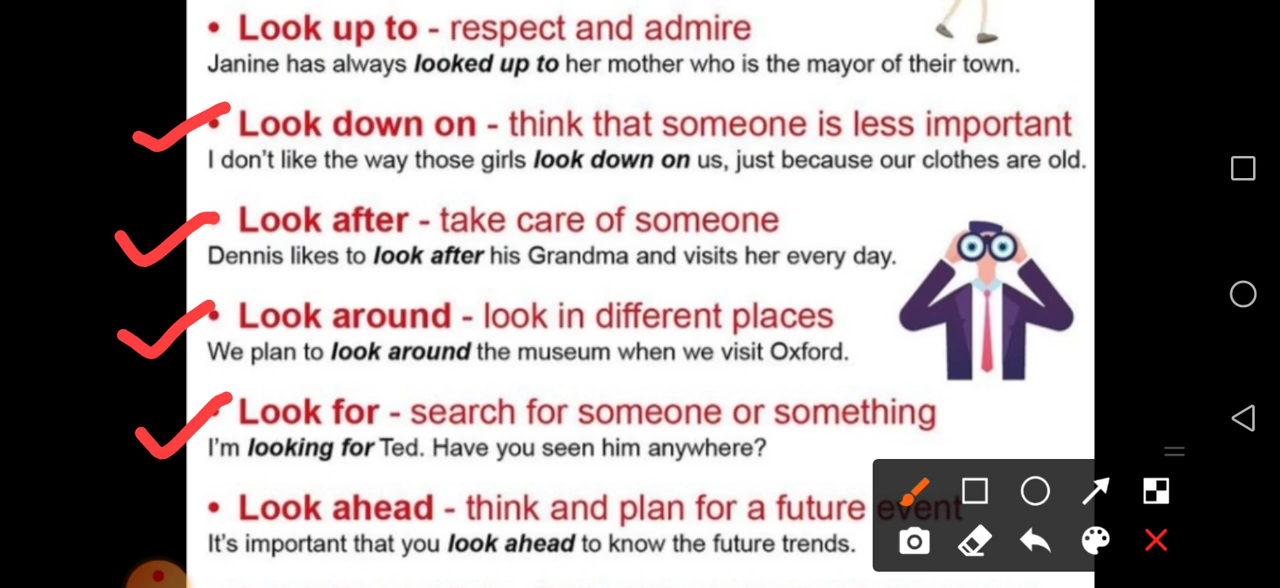 • Look up to - respect and admire
Janine has always looked up to her mother who is the mayor of their town.
• Look down on - think that someone is less important
I don't like the way those girls look down on us, just because our clothes are old.
Look after - take care of someone
Dennis likes to look after his Grandma and visits her every day.
• Look around - look in different places
We plan to look around the museum when we visit Oxford.
• Look for - search for someone or something
I'm looking for Ted. Have you seen him anywhere?
• Look ahead - think and plan for a future event
It's important that you look ahead to know the future trends.